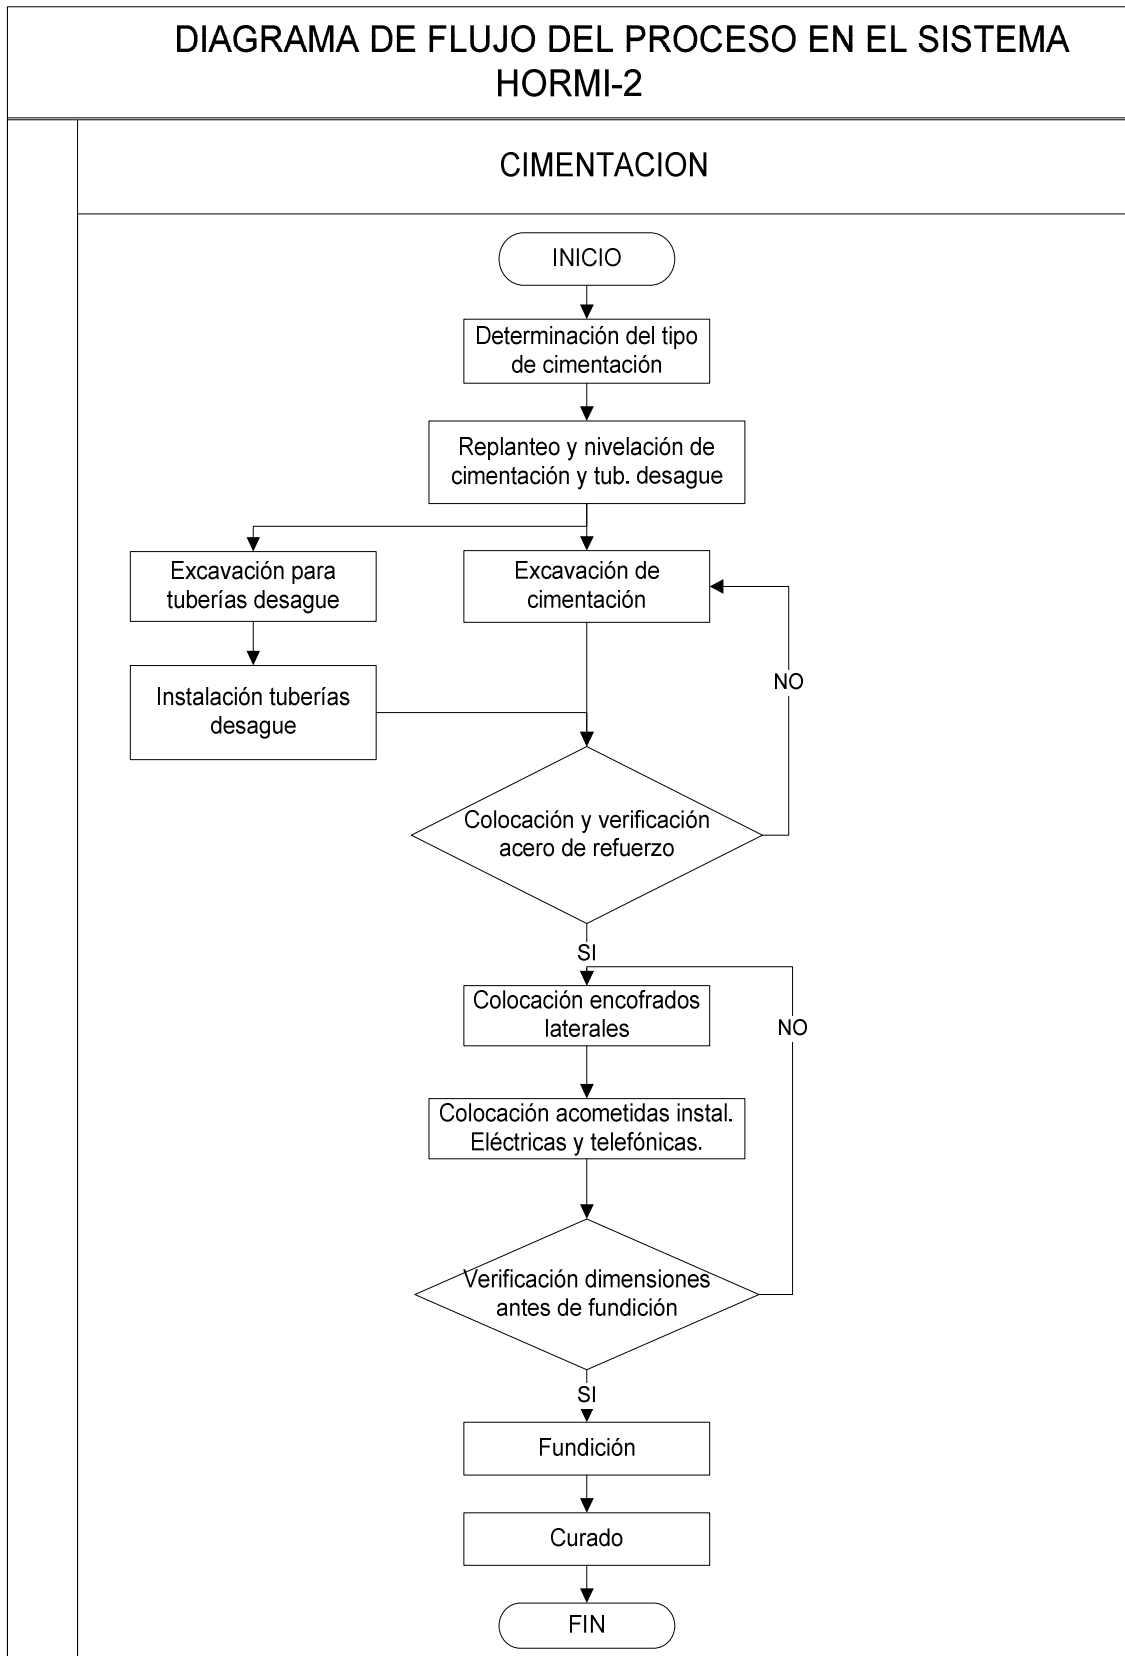 DIAGRAMA DE FLUJO DEL PROCESO EN EL SISTEMA
HORMI-2
CIMENTACION
INICIO
Determinación del tipo
de cimentación
Replanteo y nivelación de
cimentación y tub. desague
Excavación para
tuberías desague
Excavación de
cimentación
Instalación tuberías
desague
NO
Colocación y verificación
acero de refuerzo
SI
Colocación encofrados
laterales
NO
Colocación acometidas instal.
Eléctricas y telefónicas.
Verificación dimensiones
antes de fundición
SI
Fundición
Curado
FIN